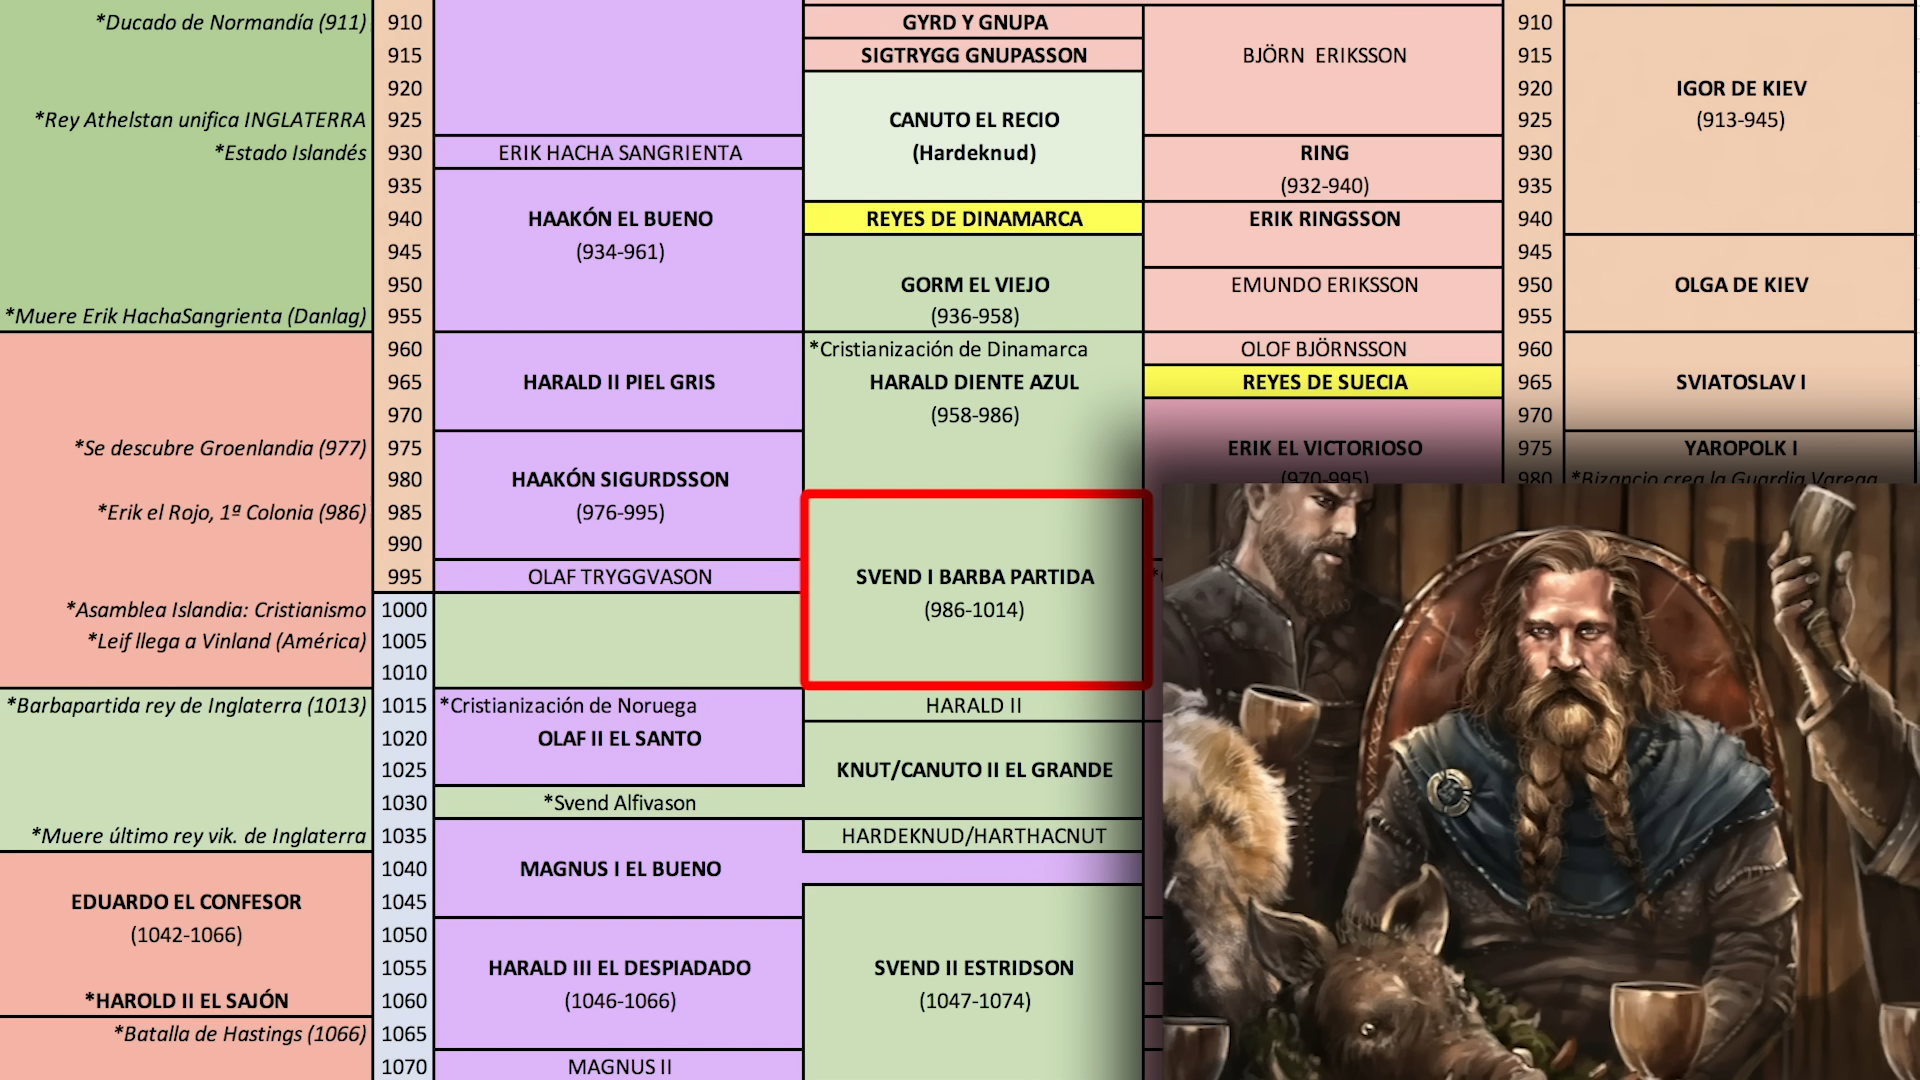 *Ducado de Normandía (911)
*Rey Athelstan unifica INGLATERRA
*Estado Islandés
*Muere Erik HachaSangrienta (Danlag)
*Se descubre Groenlandia (977)
*Erik el Rojo, 1ª Colonia (986)
*Asamblea Islandia: Cristianismo
*Leif llega a Vinland (América)
*Barbapartida rey de Inglaterra (1013)
*Muere último rey vik. de Inglaterra
EDUARDO EL CONFESOR
(1042-1066)
*HAROLD II EL SAJÓN
*Batalla de Hastings (1066)
910
915
920
925
930
935
940
945
950
955
960
965
970
975
980
985
990
995
1000
1005
1010
1015
1020
1025
1030
1035
1040
1045
1050
1055
1060
1065
1070
ERIK HACHA SANGRIENTA
HAAKÓN EL BUENO
(934-961)
HARALD II PIEL GRIS
HAAKÓN SIGURDSSON
(976-995)
OLAF TRYGGVASON
*Cristianización de Noruega
OLAF II EL SANTO
*Svend Alfivason
MAGNUS I EL BUENO
HARALD III EL DESPIADADO
(1046-1066)
MAGNUS II
GYRD Y GNUPA
SIGTRYGG GNUPASSON
CANUTO EL RECIO
(Hardeknud)
REYES DE DINAMARCA
GORM EL VIEJO
(936-958)
*Cristianización de Dinamarca
HARALD DIENTE AZUL
(958-986)
SVEND I BARBA PARTIDA
(986-1014)
HARALD II
KNUT/CANUTO II EL GRANDE
HARDEKNUD/HARTHACNUT
SVEND II ESTRIDSON
(1047-1074)
BJÖRN ERIKSSON
RING
(932-940)
ERIK RINGSSON
EMUNDO ERIKSSON
OLOF BJÖRNSSON
REYES DE SUECIA
ERIK EL VICTORIOSO
(970-995)
910
915
920
925
930
935
940
945
950
955
960
965
970
975
980
IGOR DE KIEV
(913-945)
OLGA DE KIEV
SVIATOSLAV I
YAROPOLK I
*Bizancio crea la Guardia Varega